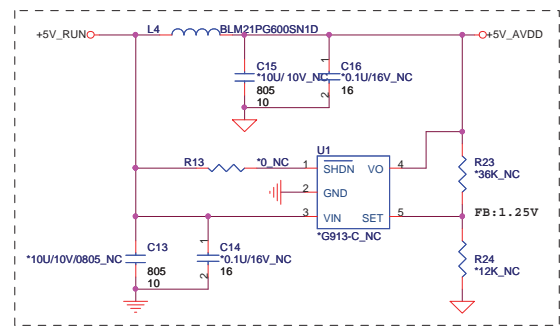 +5V_RUN
L4
BLM21PG600SN1D
+5V_AVDD
C15
*10U/ 10V_NC
805
10
1
C16
*0.1U/16V_NC
2
16
U1
R13
*0_NC
1
SHDN
VO
4
2
GND
3
VIN
SET
5
*G913-C_NC
R23
*36K_NC
FB:1.25V
R24
*12K_NC
C13
*10U/10V/0805_NC
805
10
1
C14
*0.1U/16V_NC
2
16